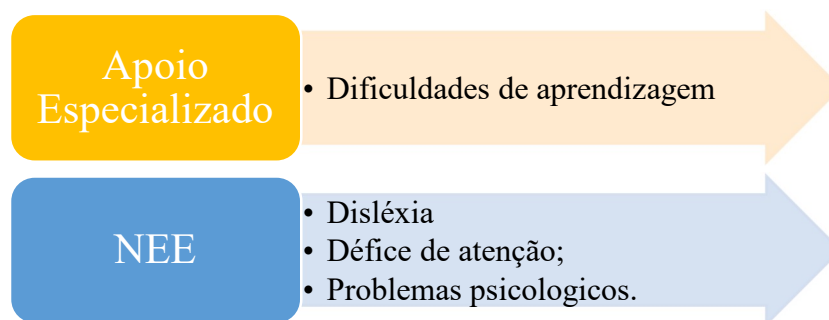 Apoio
Especializado
• Dificuldades de aprendizagem
NEE
• Disléxia
• Défice de atenção;
• Problemas psicologicos.